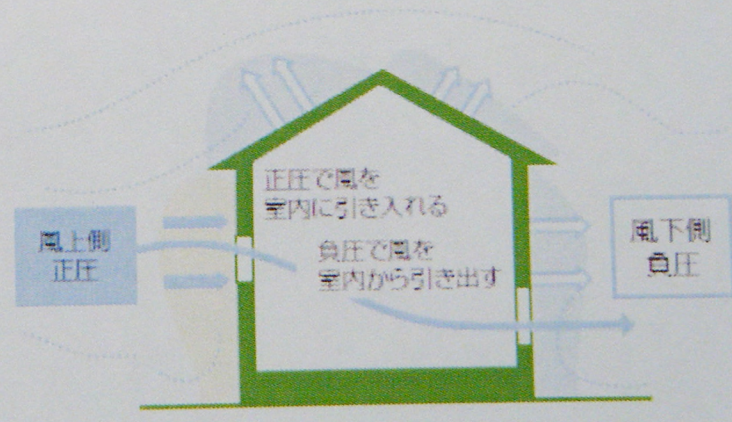 正圧で風を
室内に引き入れる
風上側
正圧
負圧で風を
室内から引き出す
風下側
負圧